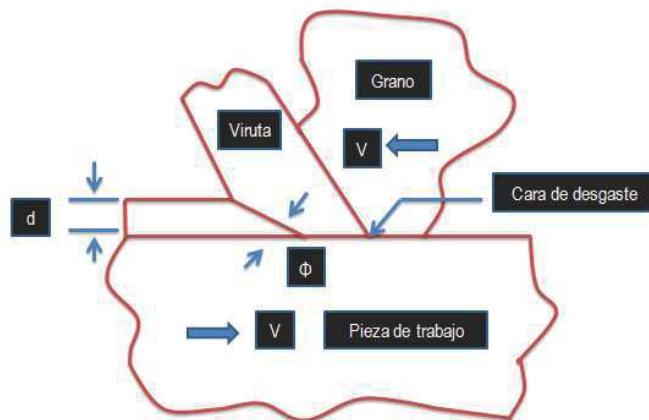 Grano
Viruta
V
Cara de desgaste
d
Φ
V
Pieza de trabajo